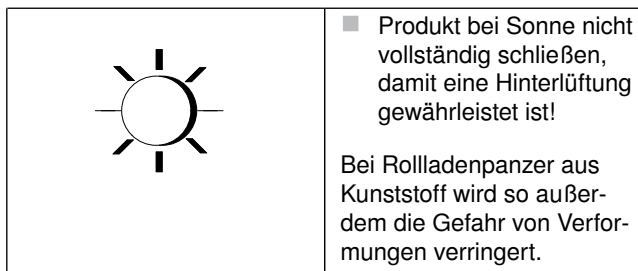 Produkt bei Sonne nicht
vollständig schließen,
damit eine Hinterlüftung
gewährleistet ist!
Bei Rollladenpanzer aus
Kunststoff wird so außer-
dem die Gefahr von Verfor-
mungen verringert.